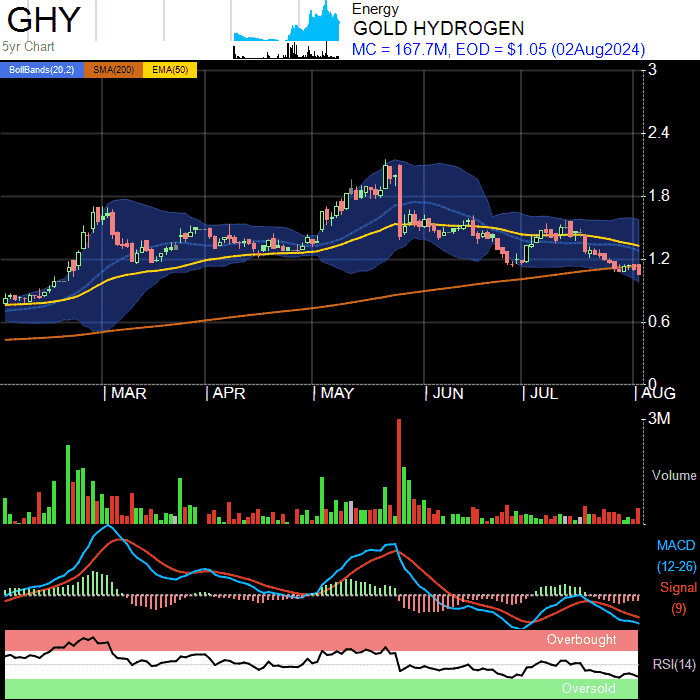 GHY
5yr Chart
Energy
GOLD HYDROGEN
MC = 167.7M, EOD = $1.05 (02Aug2024)
BollBands(20,2) SMA(200) EMA(50)
3
2.4
1.8
1.2
0.6
0
MAR APR MAY JUN JUL AUG
3M
Volume
MACD
(12-26)
Signal
(9)
Overbought
RSI(14)
Oversold